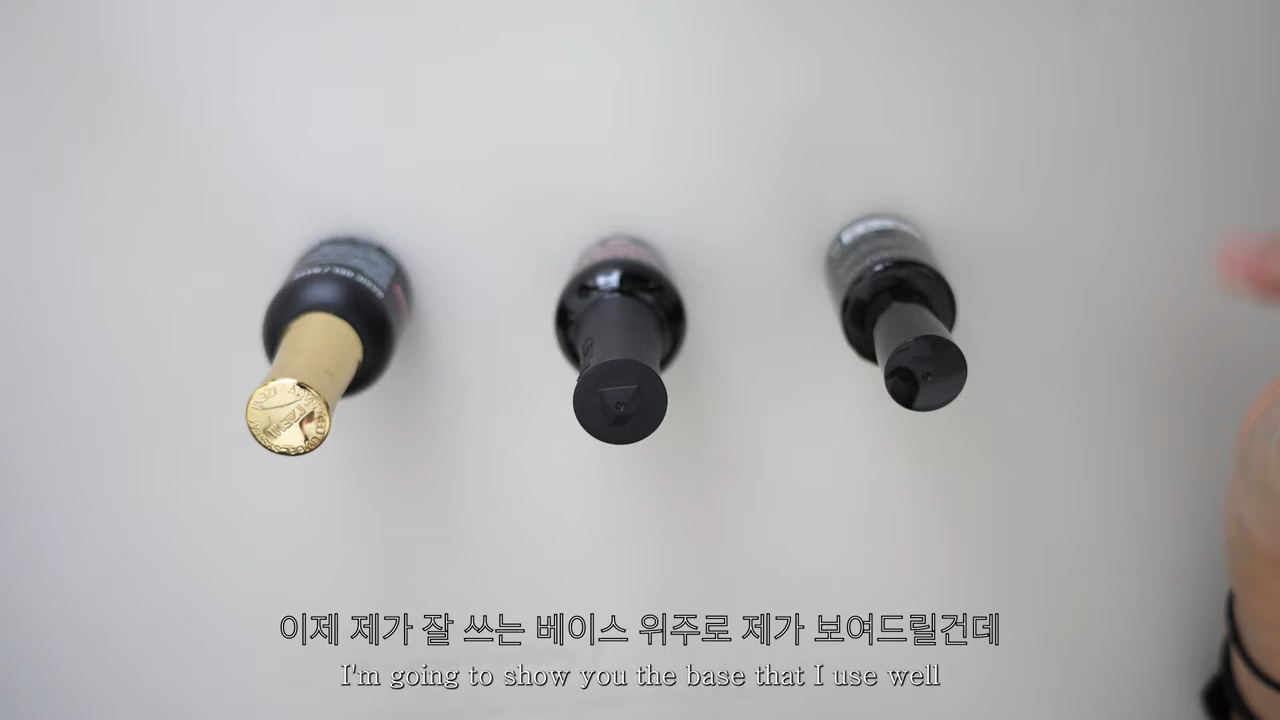 이제 제가 잘 쓰는 베이스 위주로 제가 보여드릴건데
I'm going to show you the base that I use well